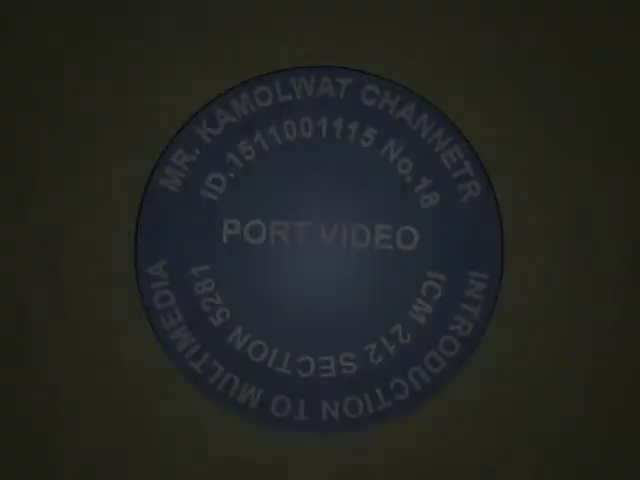 MR. KAMOLWAT CHANNETR
ID.1511001115 No.18
PORT VIDEO
ICM 212 SECTION 5281
INTRODUCTION TO MULTIMEDIA